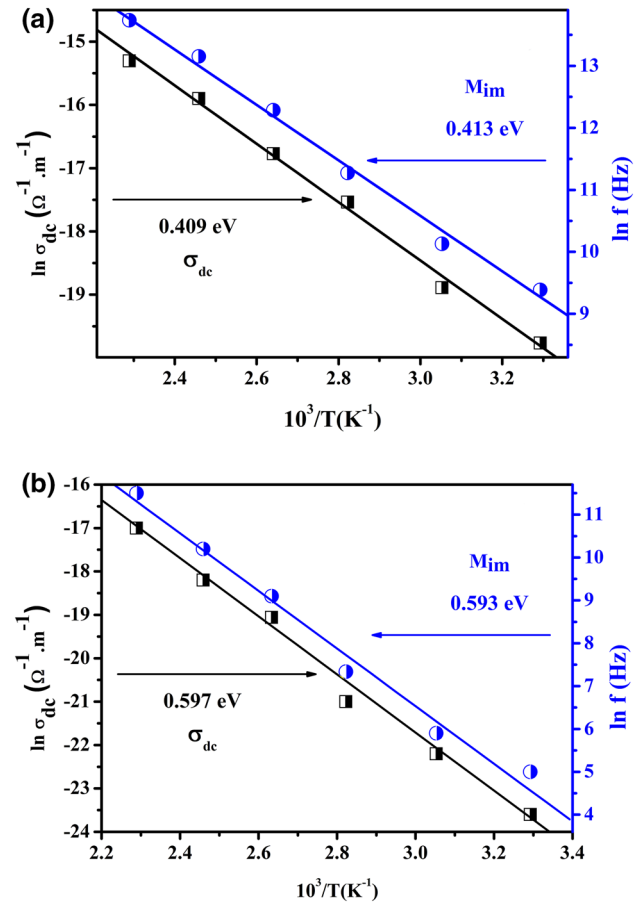 (a)
-15
-16
-17
-18
-19
ln σdc (Ω-1.m-1)
13
12
11
10
9
ln f (Hz)
Mim
0.413 eV
0.409 eV
σdc
2.4 2.6 2.8 3.0 3.2
10³/T(K-1)
(b)
-16
-17
-18
-19
-20
-21
-22
-23
-24
ln σdc (Ω-1.m-1)
11
10
9
8
7
6
5
4
ln f (Hz)
Mim
0.593 eV
0.597 eV
σdc
2.2 2.4 2.6 2.8 3.0 3.2 3.4
10³/T(K-1)